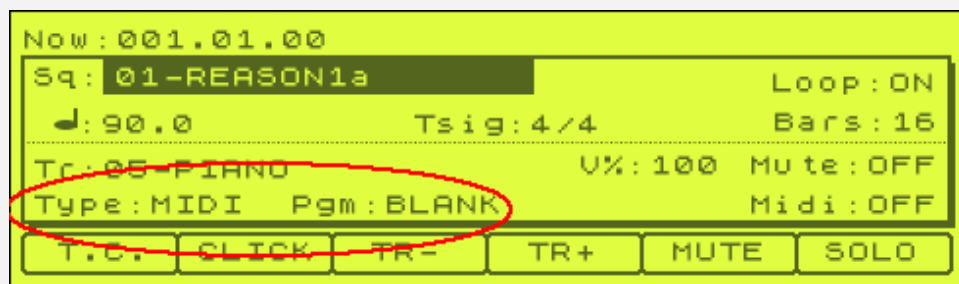 Now:001.01.00
Sq:01-REASON1a Loop:ON
♩:90.0 Tsig:4/4 Bars:16
Tr:05-PIANO V%:100 Mute:OFF
Type:MIDI Pgm:BLANK Midi:OFF
T.C. CLICK TR- TR+ MUTE SOLO